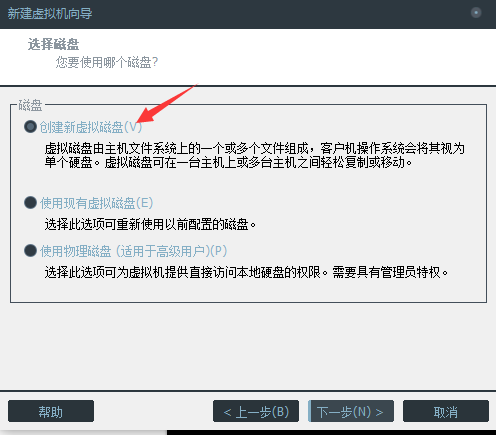 新建虚拟机向导
选择磁盘
您要使用哪个磁盘?
磁盘
创建新虚拟磁盘(V)
虚拟磁盘由主机文件系统上的一个或多个文件组成，客户机操作系统会将其视为
单个硬盘。虚拟磁盘可在一台主机上或多台主机之间轻松复制或移动。
使用现有虚拟磁盘(E)
选择此选项可重新使用以前配置的磁盘。
使用物理磁盘 (适用于高级用户)(P)
选择此选项可为虚拟机提供直接访问本地硬盘的权限。需要具有管理员特权。
帮助
< 上一步(B)
下一步(N) >
取消